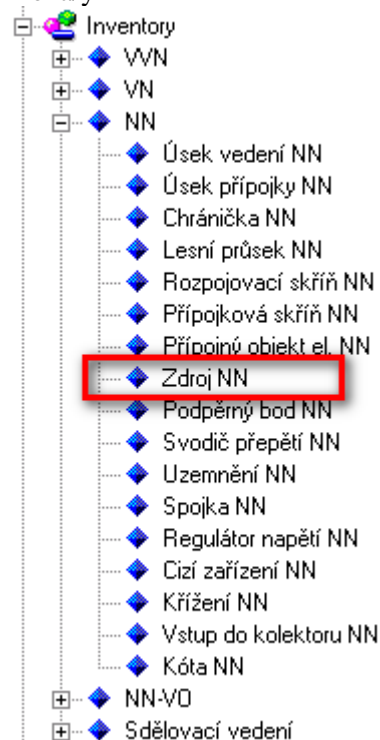 Inventory
VVN
VN
NN
Úsek vedení NN
Úsek přípojky NN
Chránička NN
Lesní průsek NN
Rozpojovací skříň NN
Přípojková skříň NN
Přípojný objekt el. NN
Zdroj NN
Podpěrný bod NN
Svodič přepětí NN
Uzemnění NN
Spojka NN
Regulátor napětí NN
Cizí zařízení NN
Křížení NN
Vstup do kolektoru NN
Kóta NN
NN-VO
Sdělovací vedení